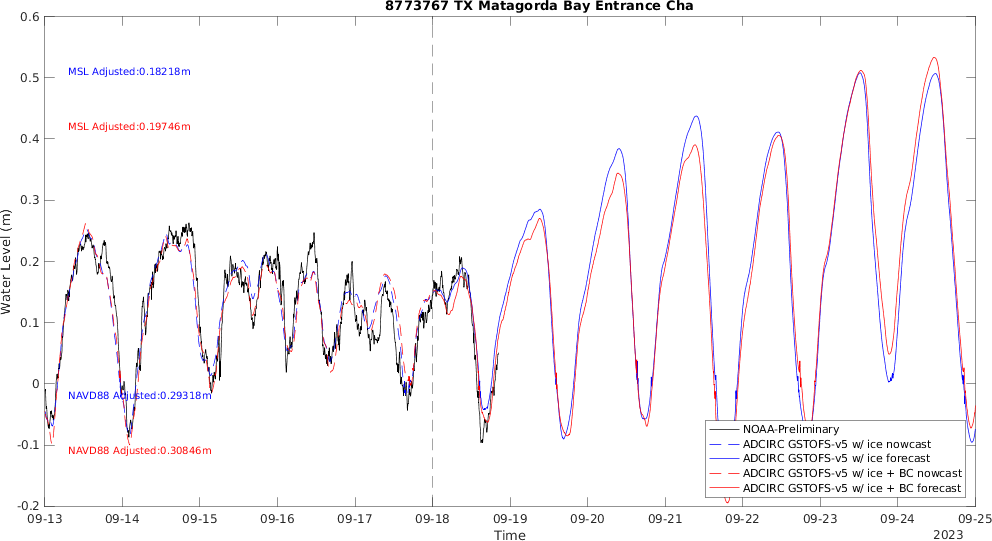 8773767 TX Matagorda Bay Entrance Cha
0.6
0.5
0.4
0.3
0.2
0.1
0
-0.1
-0.2
Water Level (m)
MSL Adjusted:0.18218m
MSL Adjusted:0.19746m
NAVD88 Adjusted:0.29318m
NAVD88 Adjusted:0.30846m
NOAA-Preliminary
ADCIRC GSTOFS-v5 w/ ice nowcast
ADCIRC GSTOFS-v5 w/ ice forecast
ADCIRC GSTOFS-v5 w/ ice + BC nowcast
ADCIRC GSTOFS-v5 w/ ice + BC forecast
09-13 09-14 09-15 09-16 09-17 09-18 09-19 09-20 09-21 09-22 09-23 09-24 09-25
Time
2023